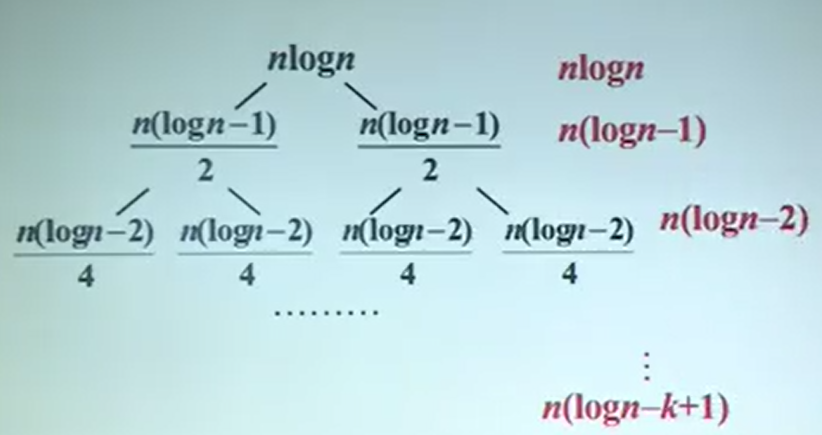 nlogn nlogn
n(logn−1)/2 n(logn−1)/2 n(logn−1)
n(logn−2)/4 n(logn−2)/4 n(logn−2)/4 n(logn−2)/4 n(logn−2)
.........
⋮
n(logn−k+1)